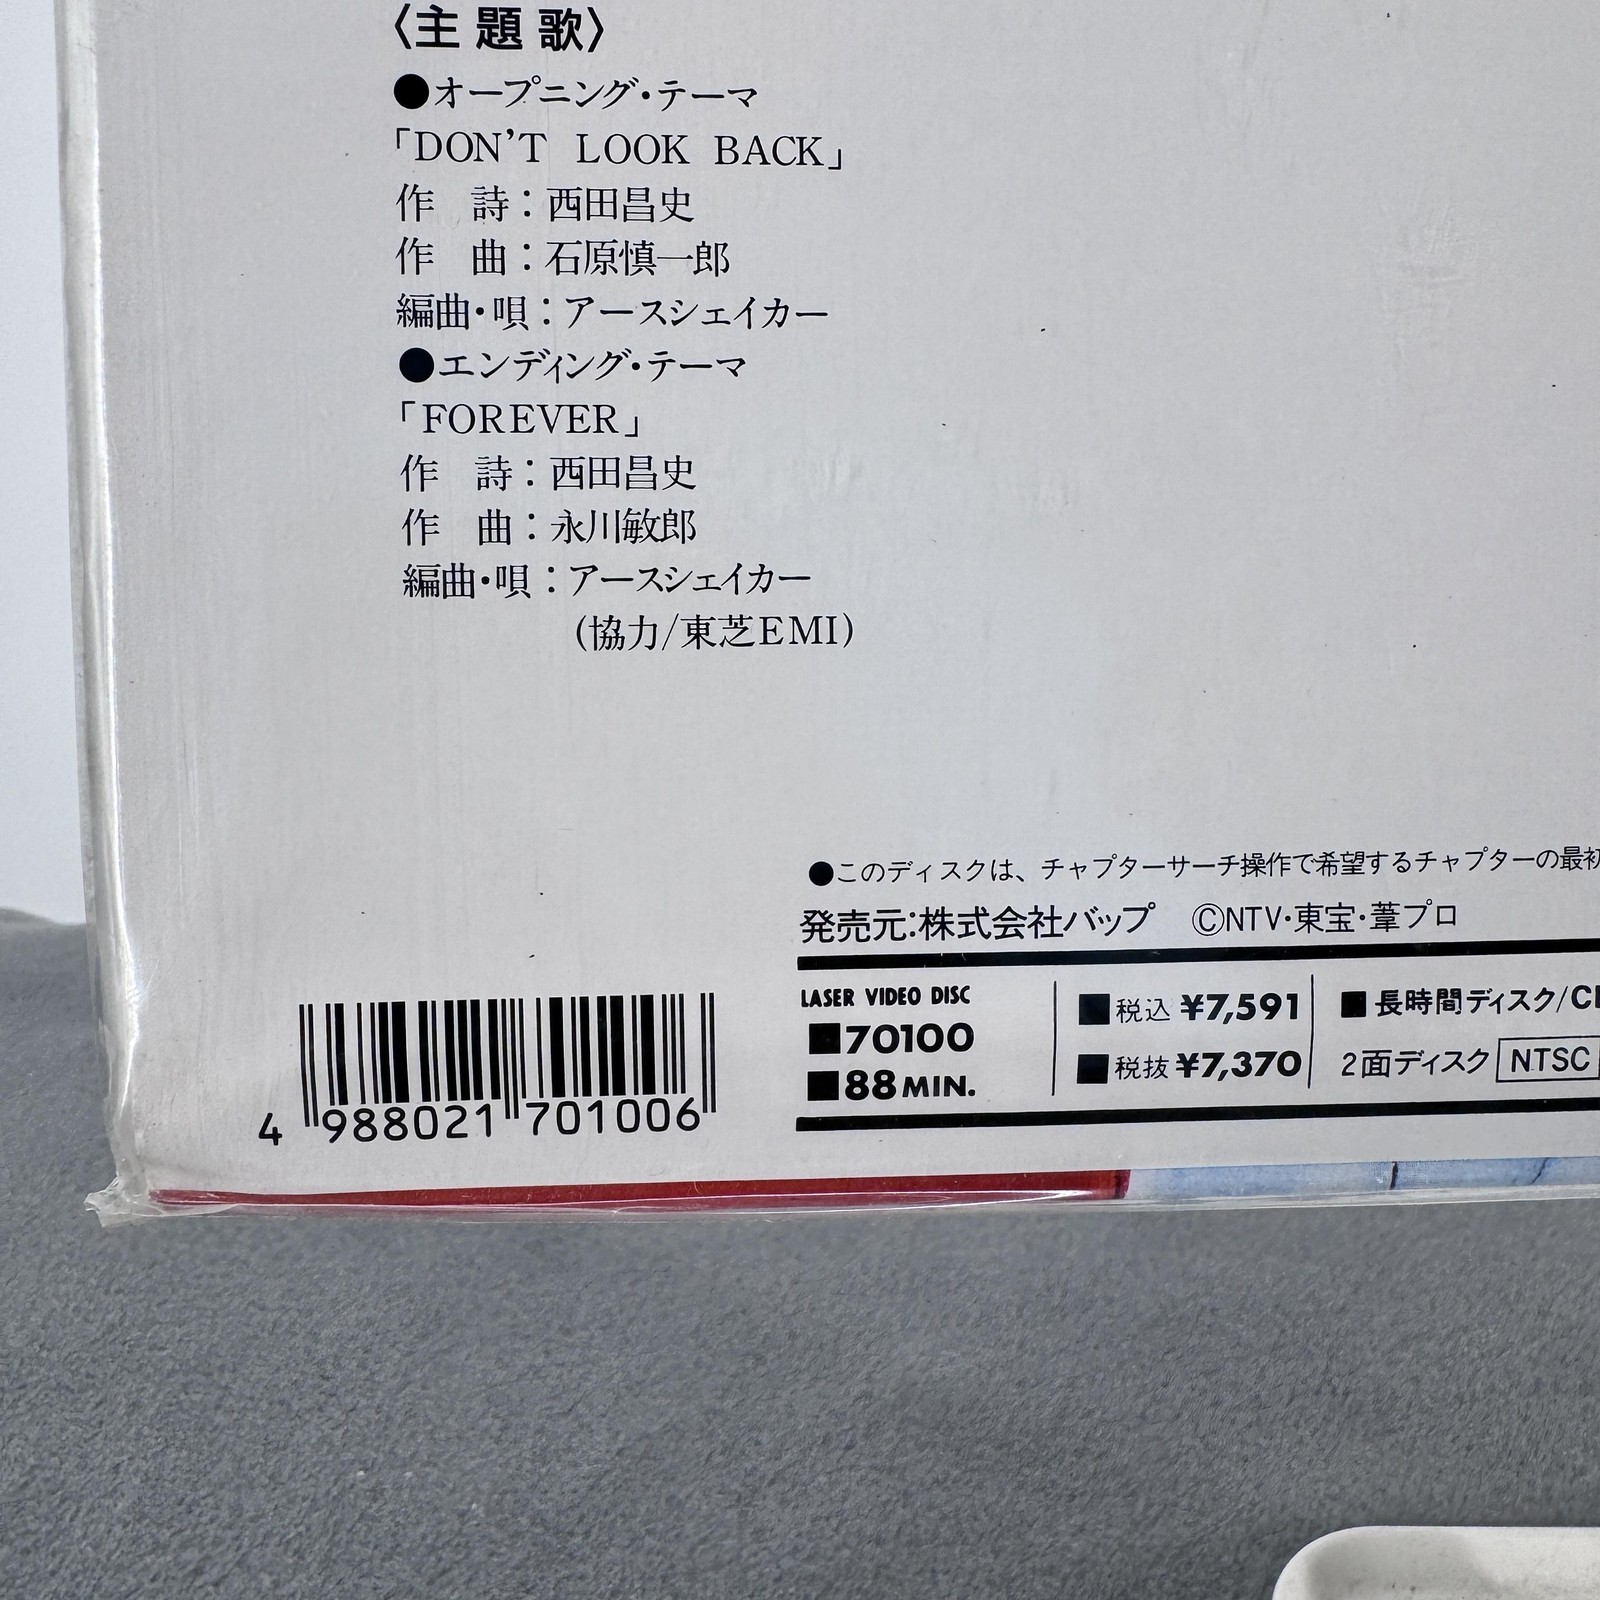 〈主題歌〉
●オープニング・テーマ
「DON'T LOOK BACK」
作　詩：西田昌史
作　曲：石原慎一郎
編曲・唄：アースシェイカー
●エンディング・テーマ
「FOREVER」
作　詩：西田昌史
作　曲：永川敏郎
編曲・唄：アースシェイカー
(協力/東芝EMI)
●このディスクは、チャプターサーチ操作で希望するチャプターの最初
発売元:株式会社バップ　ⒸNTV・東宝・葦プロ
LASER VIDEO DISC
■70100
■88 MIN.
■税込 ¥7,591
■税抜 ¥7,370
■長時間ディスク/C
2面ディスク NTSC
4 988021 701006